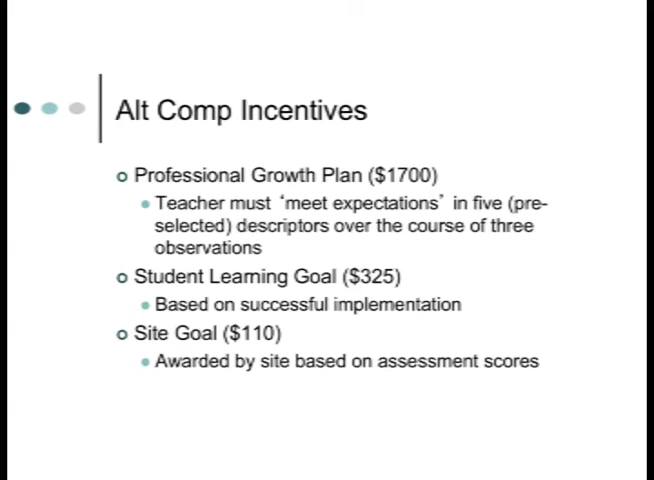 Alt Comp Incentives
Professional Growth Plan ($1700)
Teacher must ‘meet expectations’ in five (pre-
selected) descriptors over the course of three
observations
Student Learning Goal ($325)
Based on successful implementation
Site Goal ($110)
Awarded by site based on assessment scores